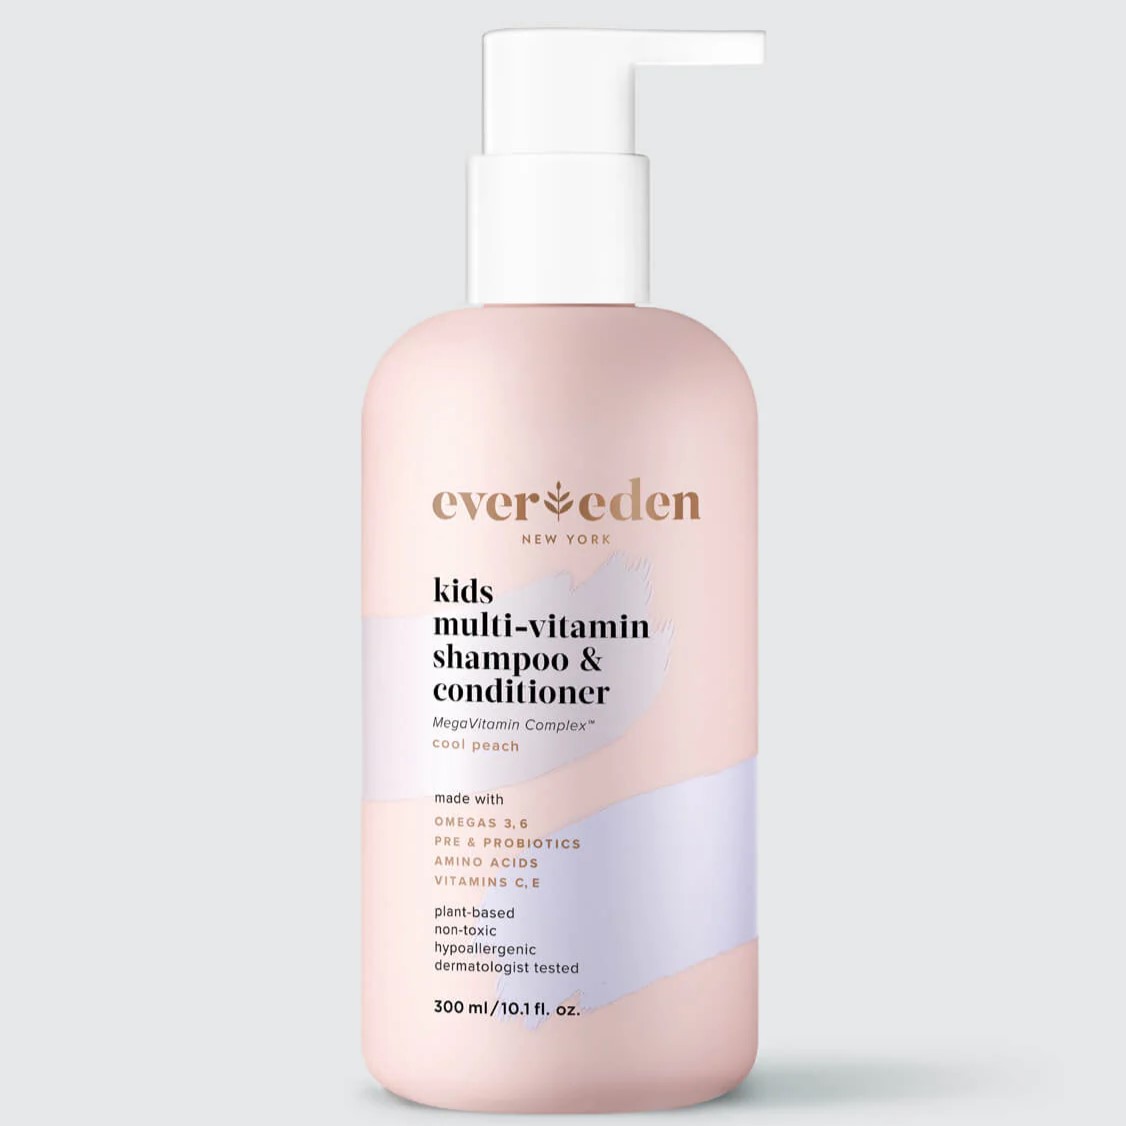 ever eden
NEW YORK
kids
multi-vitamin
shampoo &
conditioner
MegaVitamin Complex™
cool peach
made with
OMEGAS 3, 6
PRE & PROBIOTICS
AMINO ACIDS
VITAMINS C, E
plant-based
non-toxic
hypoallergenic
dermatologist tested
300 ml/10.1 fl. oz.